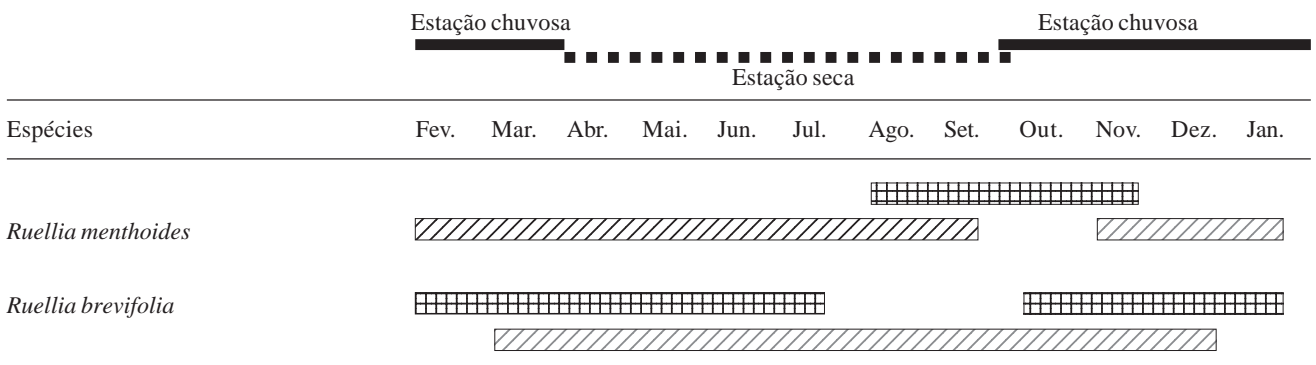 Estação chuvosa Estação chuvosa
Estação seca
Espécies Fev. Mar. Abr. Mai. Jun. Jul. Ago. Set. Out. Nov. Dez. Jan.
Ruellia menthoides
Ruellia brevifolia